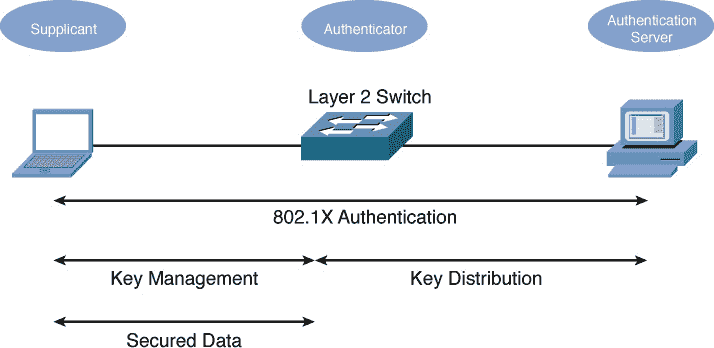 Supplicant
Authenticator
Authentication
Server
Layer 2 Switch
802.1X Authentication
Key Management
Key Distribution
Secured Data